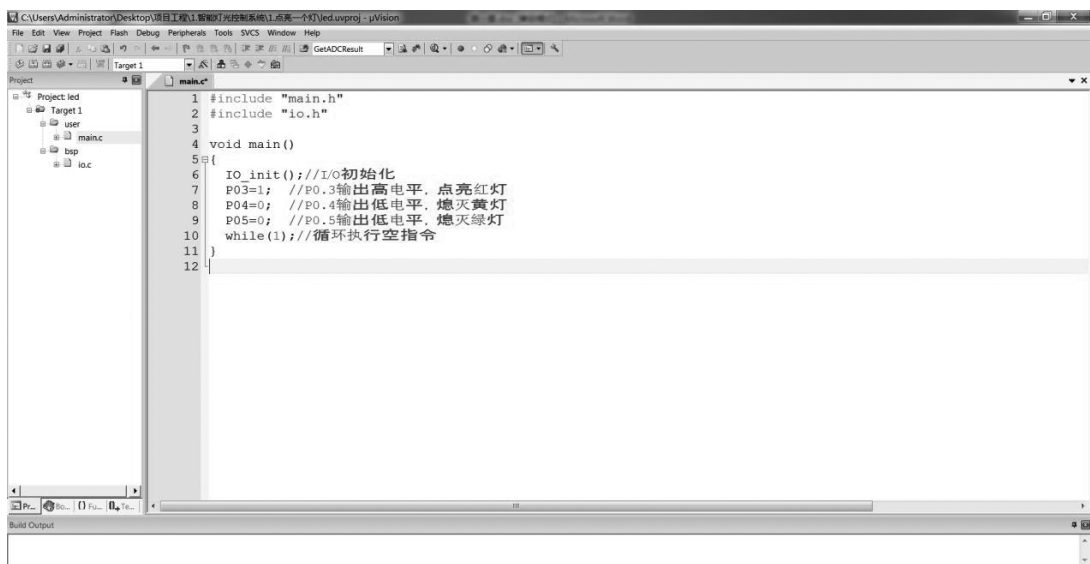 C:\Users\Administrator\Desktop\项目工程\1.智能灯光控制系统\1.点亮一个灯\led.uvproj - µVision
File Edit View Project Flash Debug Peripherals Tools SVCS Window Help
GetADCResult
Target 1
Project
main.c*
Project: led
Target 1
user
main.c
bsp
io.c
1 #include "main.h"
2 #include "io.h"
3
4 void main()
5 {
6 IO_init();//I/O初始化
7 P03=1; //P0.3输出高电平, 点亮红灯
8 P04=0; //P0.4输出低电平, 熄灭黄灯
9 P05=0; //P0.5输出低电平, 熄灭绿灯
10 while(1);//循环执行空指令
11 }
12
Pr... Bo... {} Fu... 0→ Te...
Build Output